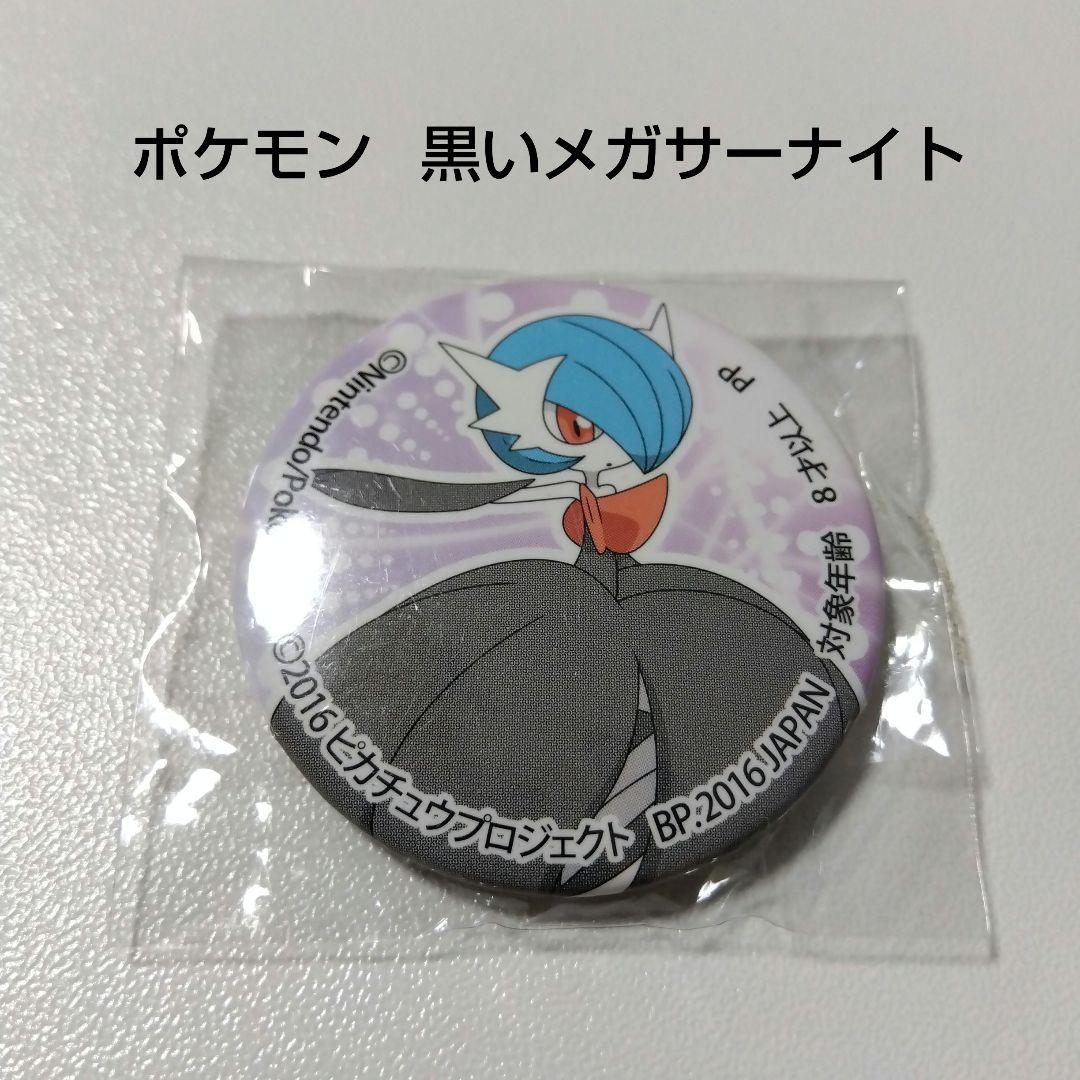 ポケモン 黒いメガサーナイト
©Nintendo/Pok
©2016 ピカチュウプロジェクト
BP.:2016 JAPAN
対象年齢 8才以上 PP